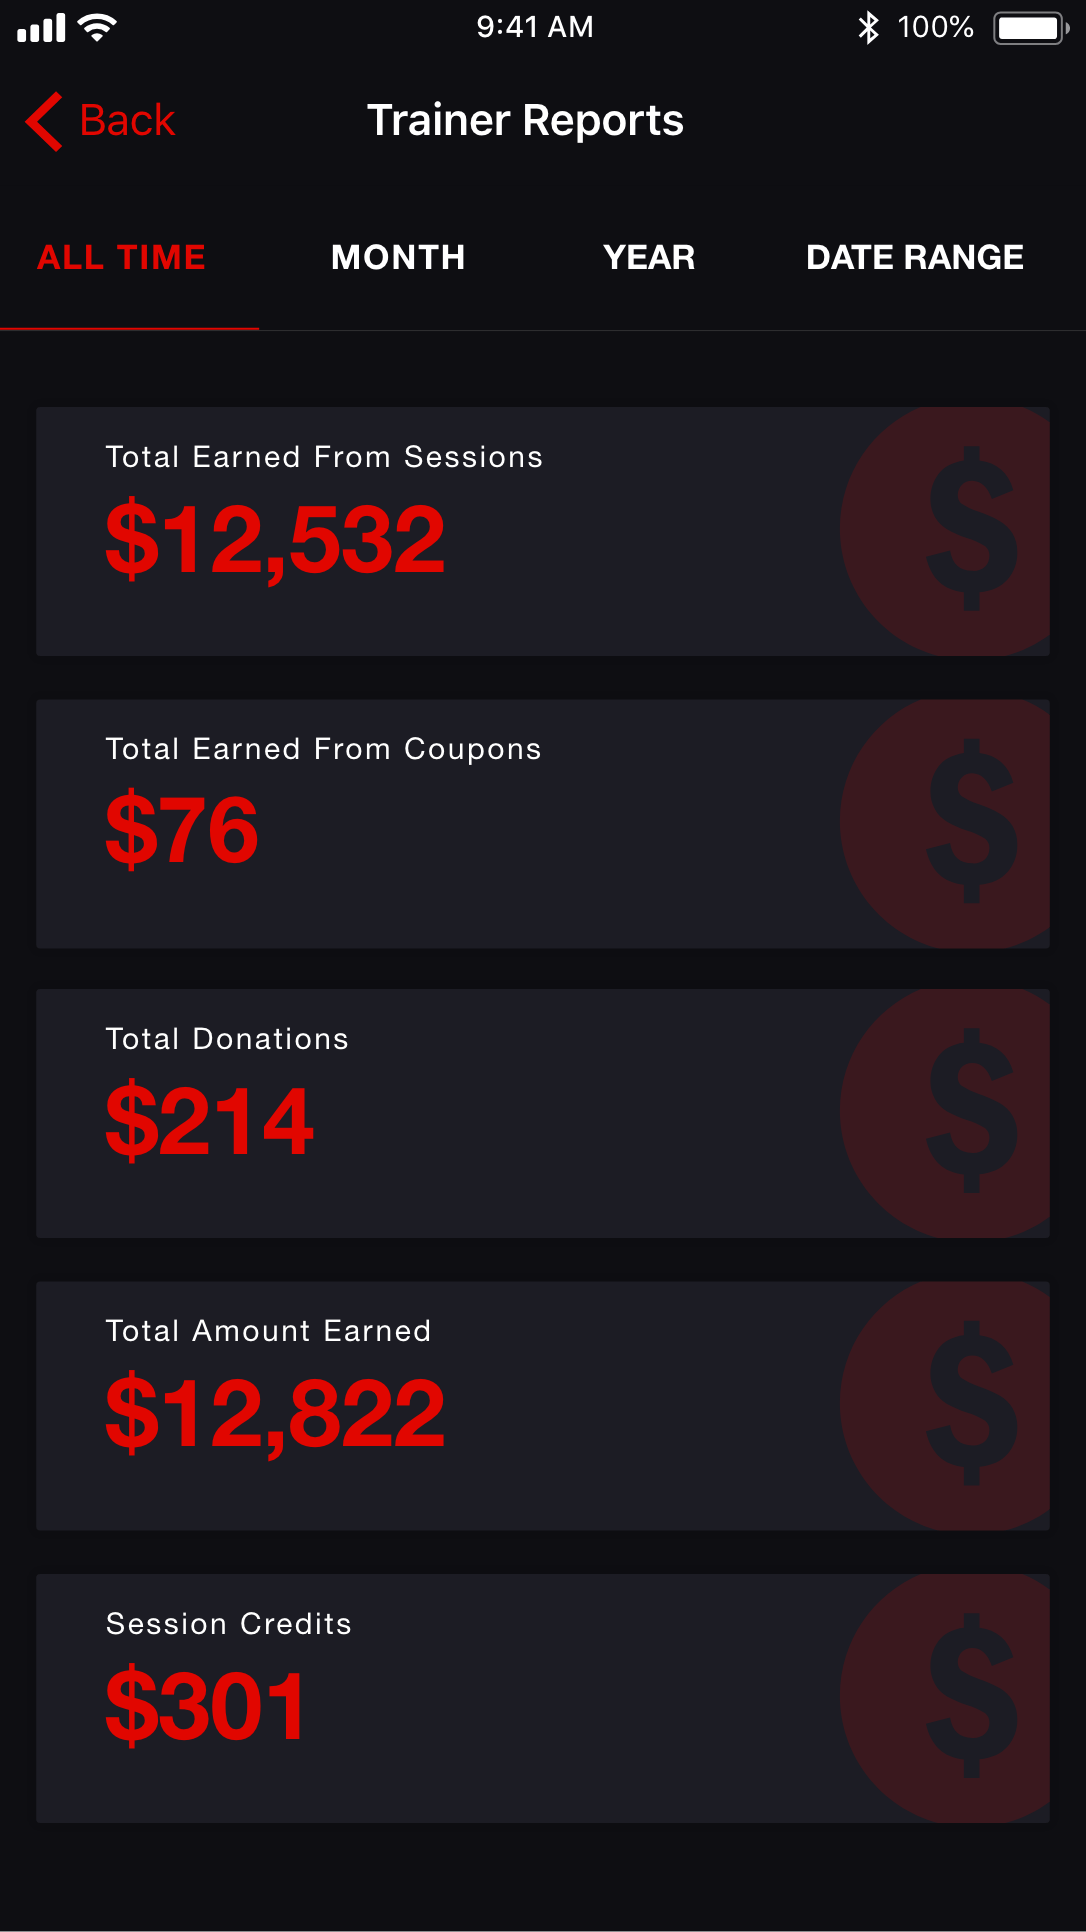 9:41 AM 100%
Back Trainer Reports
ALL TIME MONTH YEAR DATE RANGE
Total Earned From Sessions
$12,532
Total Earned From Coupons
$76
Total Donations
$214
Total Amount Earned
$12,822
Session Credits
$301